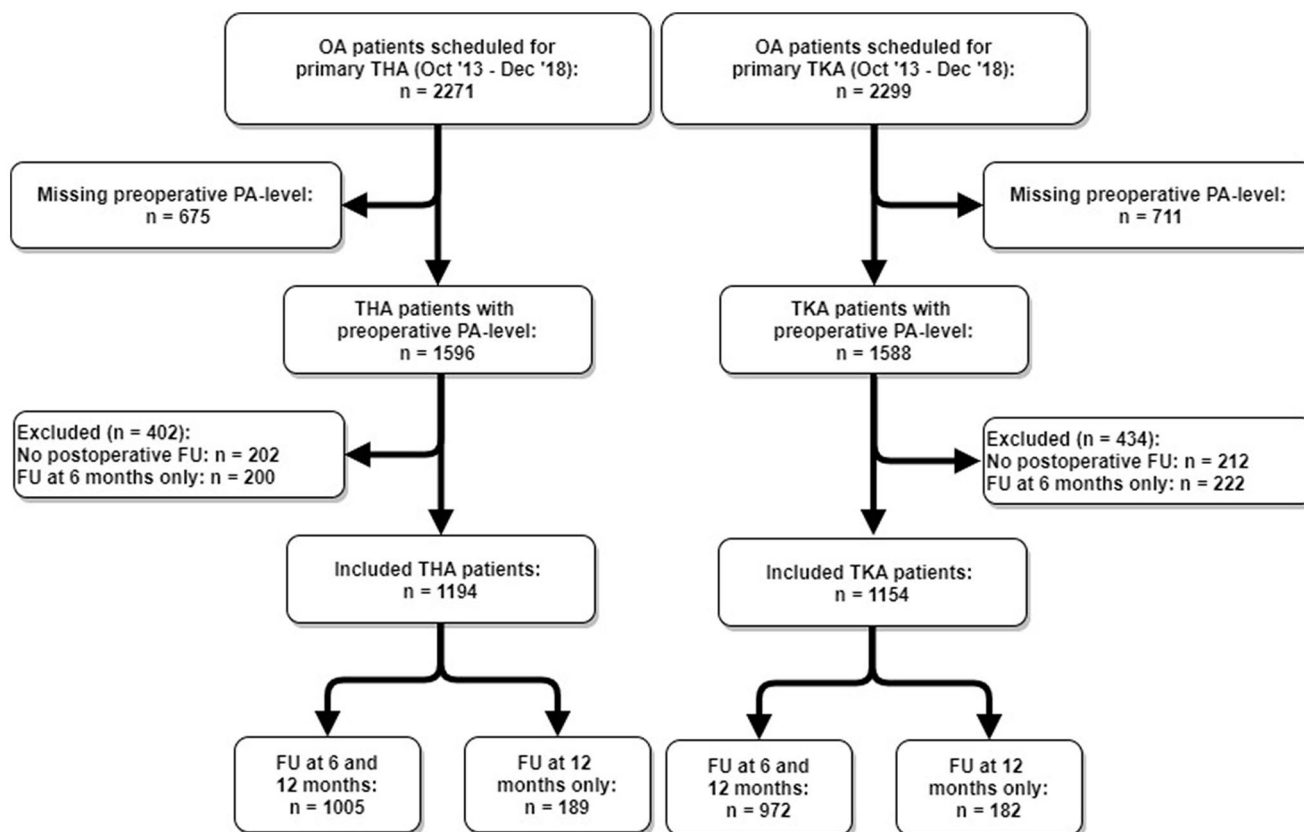 OA patients scheduled for
primary THA (Oct '13 - Dec '18):
n = 2271
OA patients scheduled for
primary TKA (Oct '13 - Dec '18):
n = 2299
Missing preoperative PA-level:
n = 675
Missing preoperative PA-level:
n = 711
THA patients with
preoperative PA-level:
n = 1596
TKA patients with
preoperative PA-level:
n = 1588
Excluded (n = 402):
No postoperative FU: n = 202
FU at 6 months only: n = 200
Excluded (n = 434):
No postoperative FU: n = 212
FU at 6 months only: n = 222
Included THA patients:
n = 1194
Included TKA patients:
n = 1154
FU at 6 and
12 months:
n = 1005
FU at 12
months only:
n = 189
FU at 6 and
12 months:
n = 972
FU at 12
months only:
n = 182